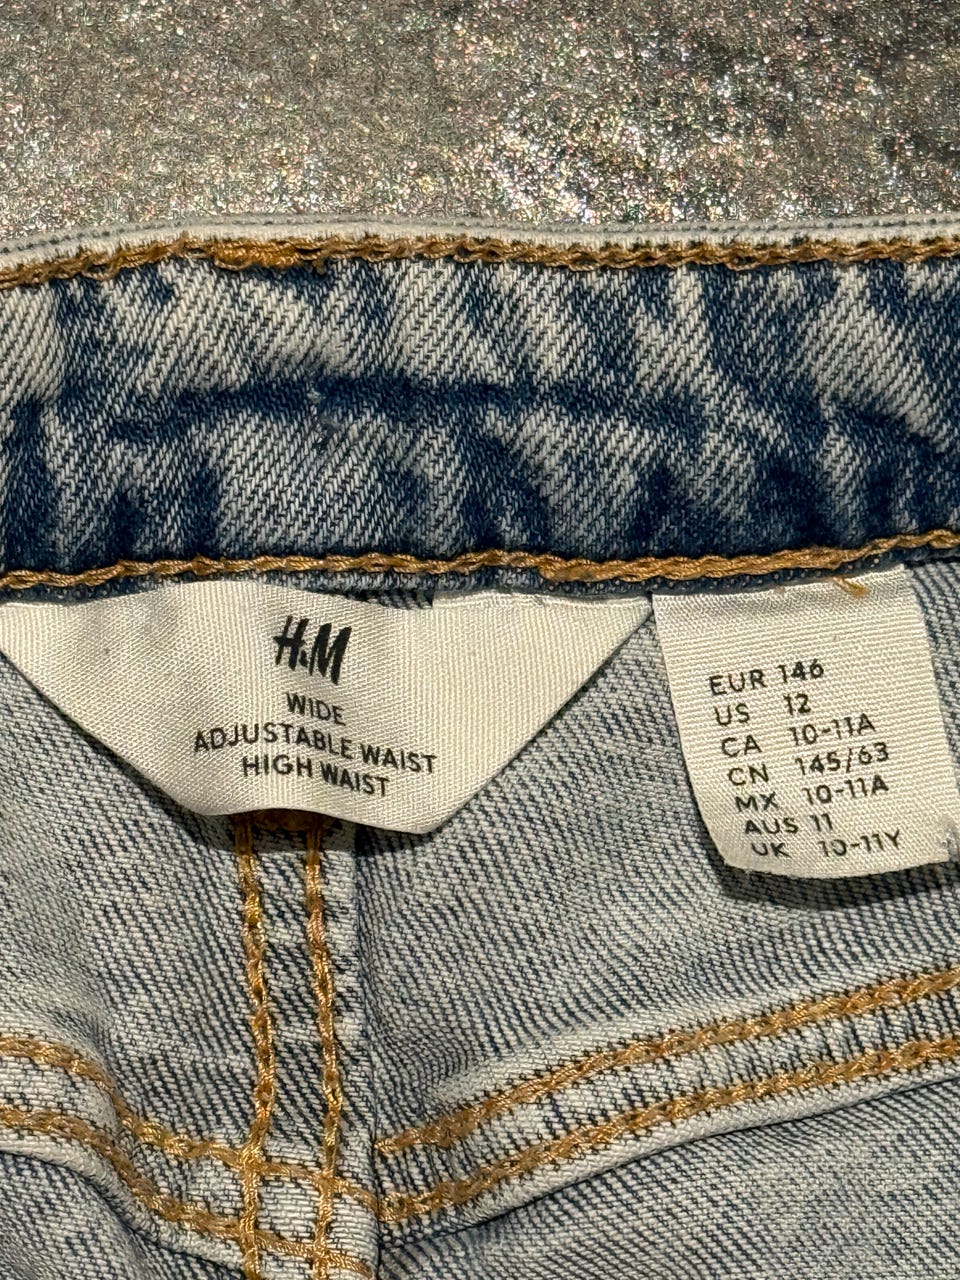 H&M
WIDE
ADJUSTABLE WAIST
HIGH WAIST
EUR 146
US 12
CA 10-11A
CN 145/63
MX 10-11A
AUS 11
UK 10-11Y